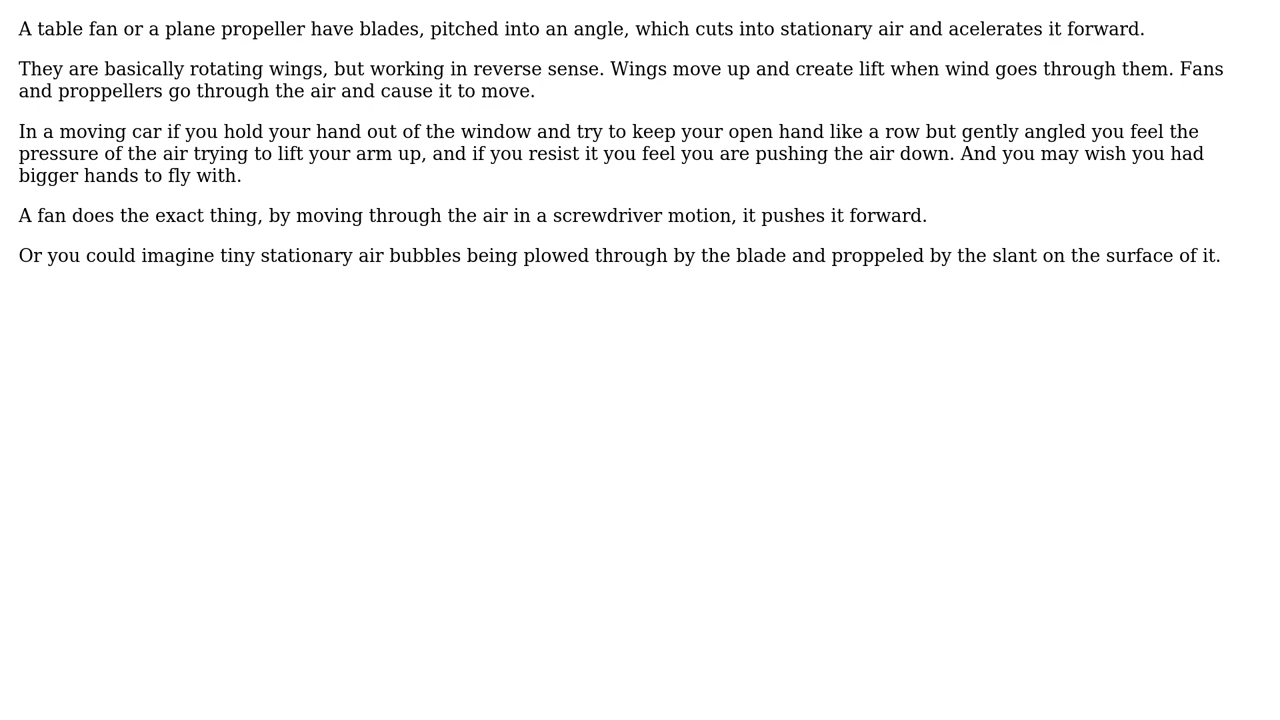 A table fan or a plane propeller have blades, pitched into an angle, which cuts into stationary air and acelerates it forward.
They are basically rotating wings, but working in reverse sense. Wings move up and create lift when wind goes through them. Fans
and proppellers go through the air and cause it to move.
In a moving car if you hold your hand out of the window and try to keep your open hand like a row but gently angled you feel the
pressure of the air trying to lift your arm up, and if you resist it you feel you are pushing the air down. And you may wish you had
bigger hands to fly with.
A fan does the exact thing, by moving through the air in a screwdriver motion, it pushes it forward.
Or you could imagine tiny stationary air bubbles being plowed through by the blade and proppeled by the slant on the surface of it.